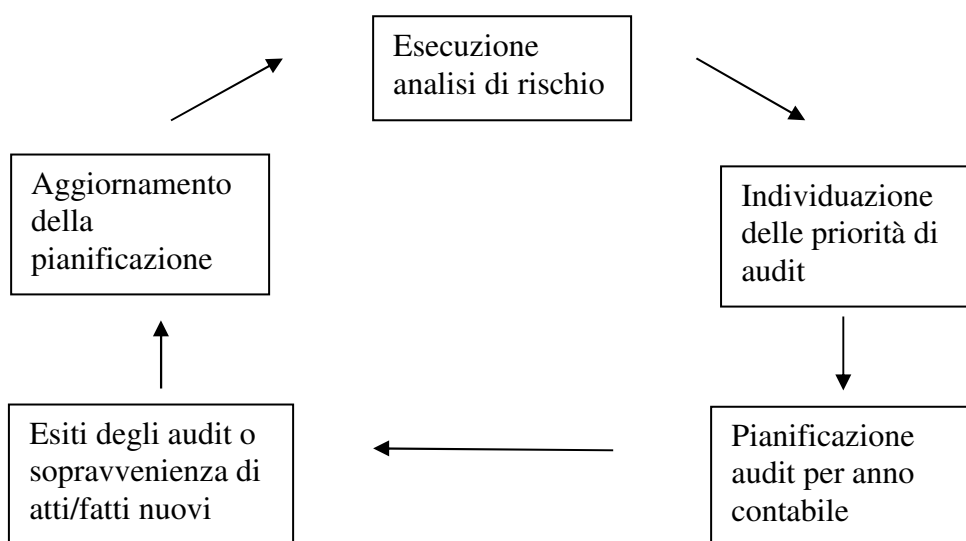 Esecuzione
analisi di rischio
Individuazione
delle priorità di
audit
Pianificazione
audit per anno
contabile
Esiti degli audit o
sopravvenienza di
atti/fatti nuovi
Aggiornamento
della
pianificazione